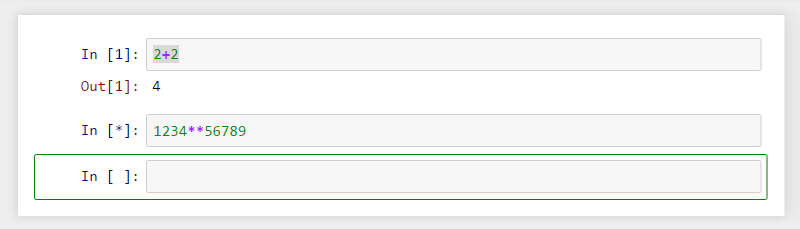 In [1]: 2+2
Out[1]: 4
In [*]: 1234**56789
In [ ]: